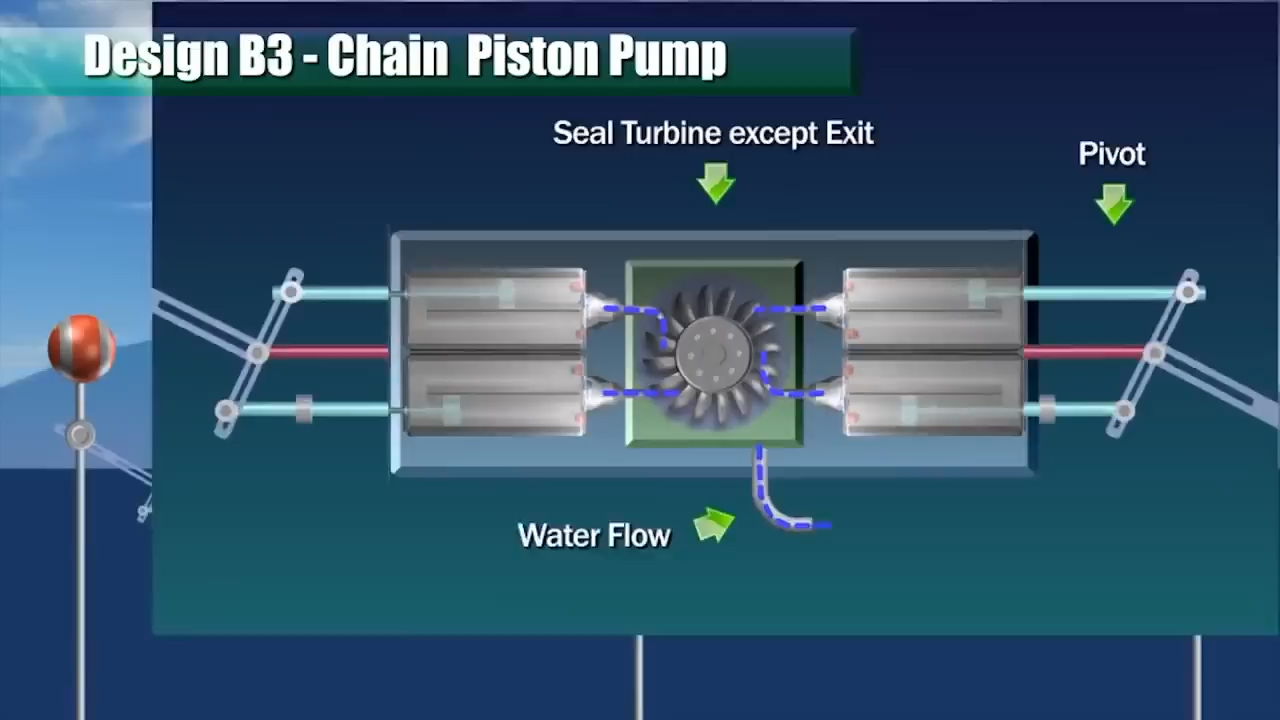 Design B3 - Chain Piston Pump
Seal Turbine except Exit
Pivot
Water Flow